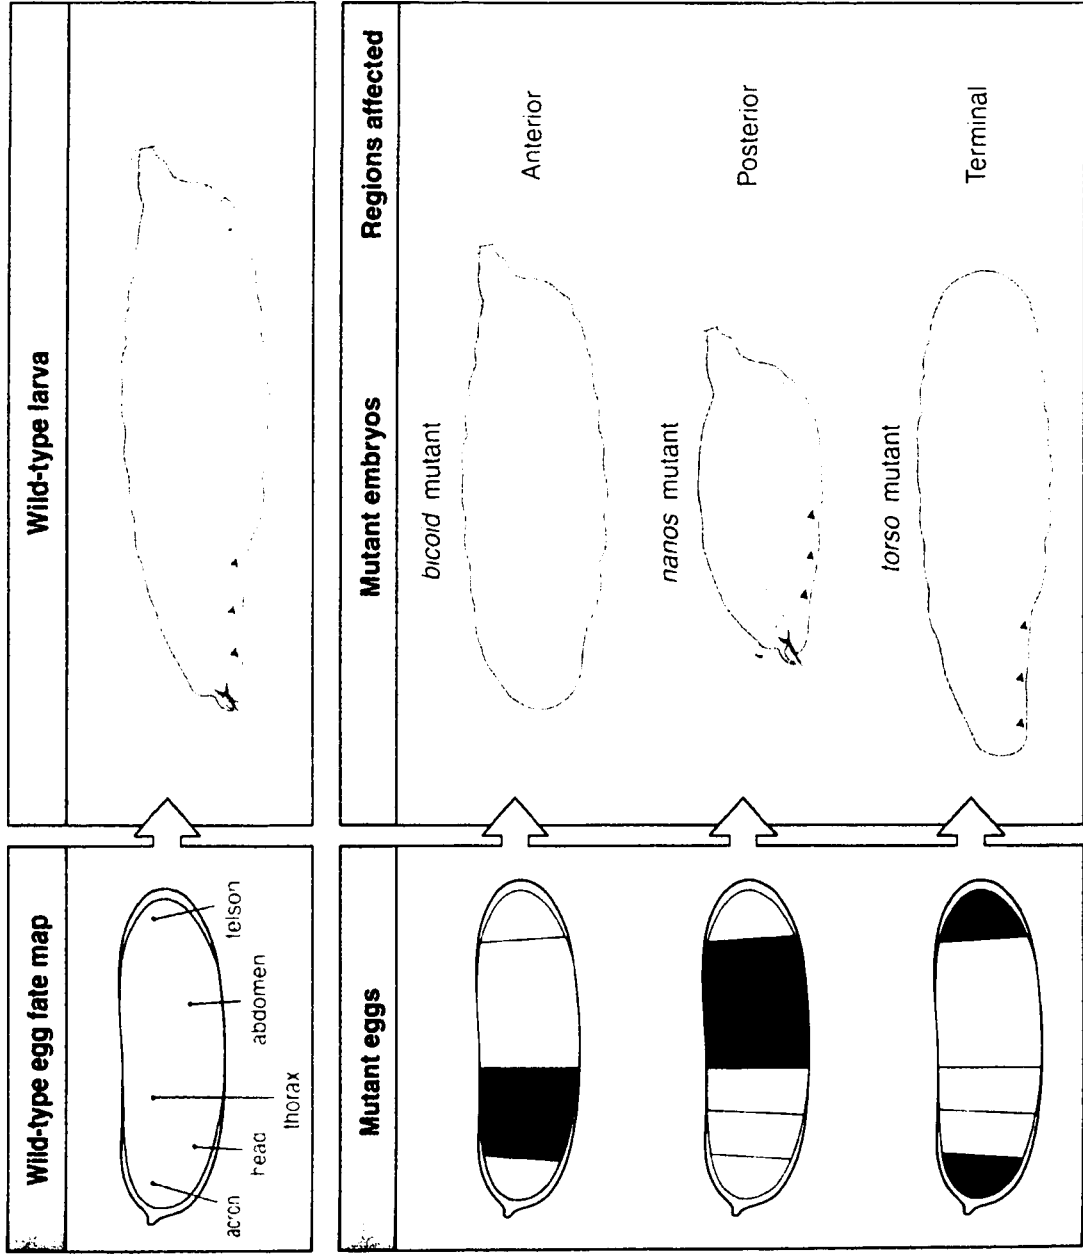 Wild-type egg fate map
Wild-type larva
acron
head
thorax
abdomen
telson
Mutant eggs
Mutant embryos
Regions affected
bicoid mutant
Anterior
nanos mutant
Posterior
torso mutant
Terminal